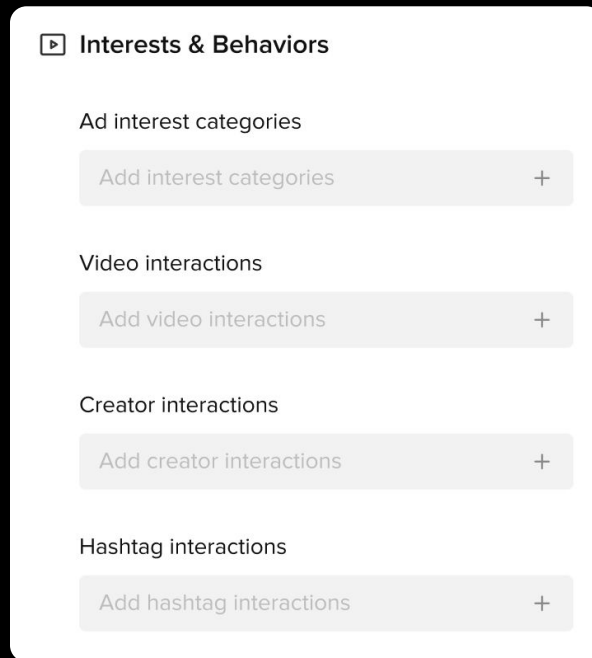 Interests & Behaviors
Ad interest categories
Add interest categories
Video interactions
Add video interactions
Creator interactions
Add creator interactions
Hashtag interactions
Add hashtag interactions